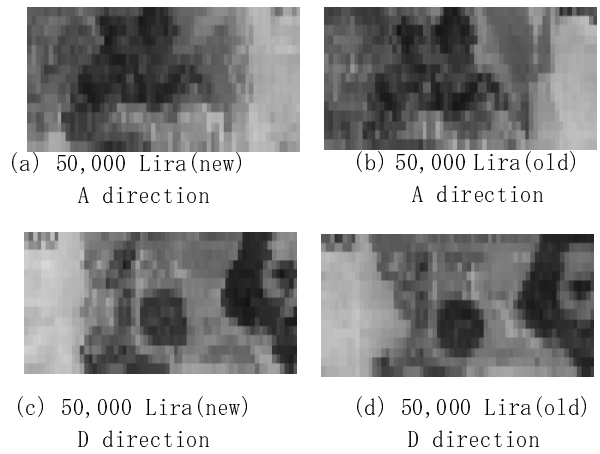 (a) 50,000 Lira(new)
A direction
(b) 50,000 Lira(old)
A direction
(c) 50,000 Lira(new)
D direction
(d) 50,000 Lira(old)
D direction